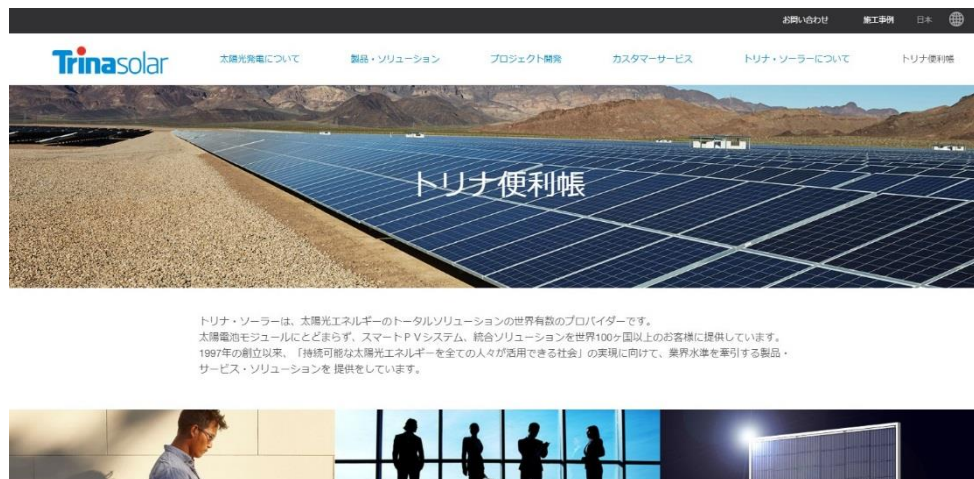 お問い合わせ 施工事例 日本
Trinasolar 太陽光発電について 製品・ソリューション プロジェクト開発 カスタマーサービス トリナ・ソーラーについて トリナ便利帳
トリナ便利帳
トリナ・ソーラーは、太陽光エネルギーのトータルソリューションの世界有数のプロバイダーです。
太陽電池モジュールにとどまらず、スマートPVシステム、統合ソリューションを世界100ヶ国以上のお客様に提供しています。
1997年の創立以来、「持続可能な太陽光エネルギーを全ての人々が活用できる社会」の実現に向けて、業界水準を牽引する製品・
サービス・ソリューションを 提供をしています。